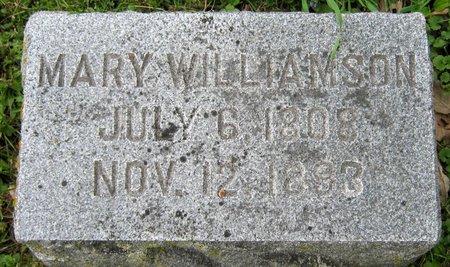 MARY WILLIAMSON
JULY 6, 1808
NOV. 12, 1893